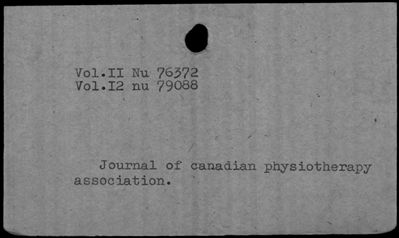 Vol.II Nu 76372
Vol.I2 nu 79088
Journal of canadian physiotherapy
association.